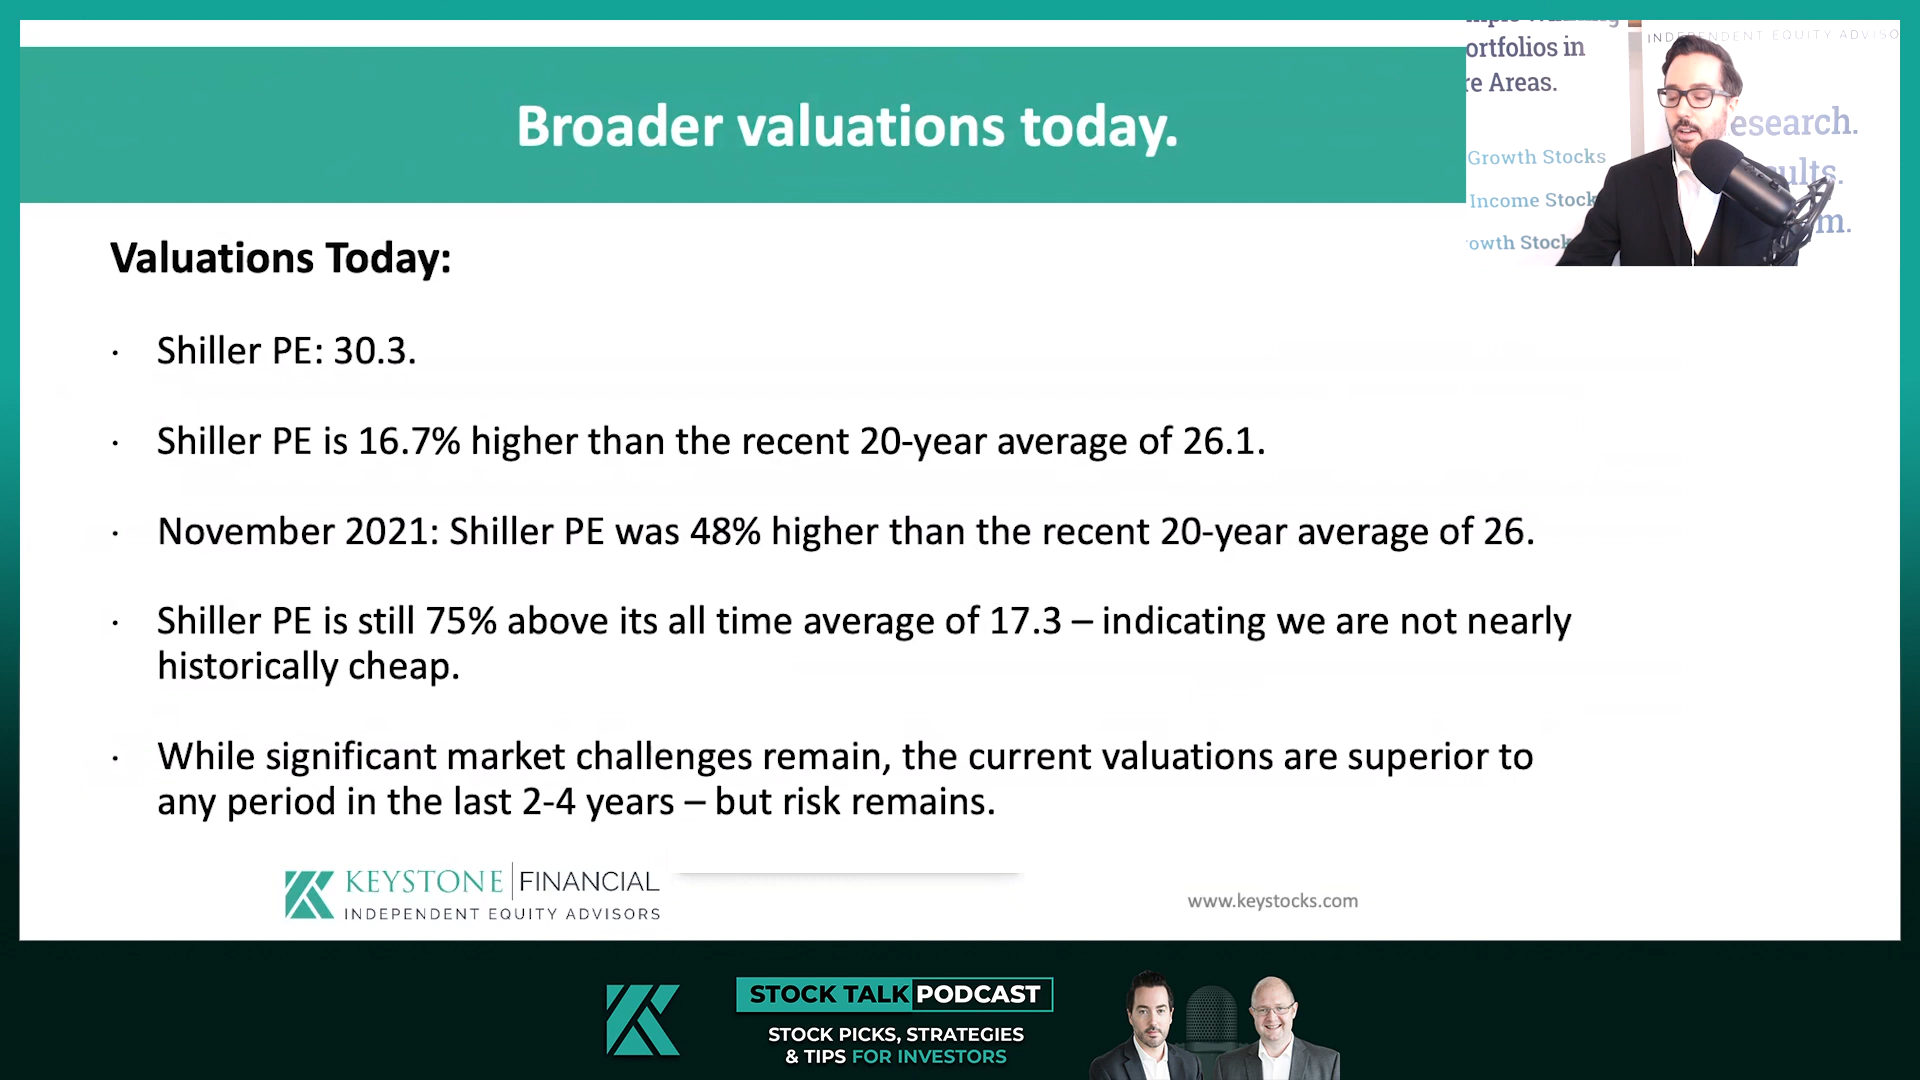 Broader valuations today.
ortfolios in
re Areas.
Growth Stocks
Income Stock
owth Stock
INDEPENDENT EQUITY ADVISO
esearch.
ults.
m.
Valuations Today:
· Shiller PE: 30.3.
· Shiller PE is 16.7% higher than the recent 20-year average of 26.1.
· November 2021: Shiller PE was 48% higher than the recent 20-year average of 26.
· Shiller PE is still 75% above its all time average of 17.3 – indicating we are not nearly
historically cheap.
· While significant market challenges remain, the current valuations are superior to
any period in the last 2-4 years – but risk remains.
KEYSTONE FINANCIAL
INDEPENDENT EQUITY ADVISORS
www.keystocks.com
STOCK TALK PODCAST
STOCK PICKS, STRATEGIES
& TIPS FOR INVESTORS